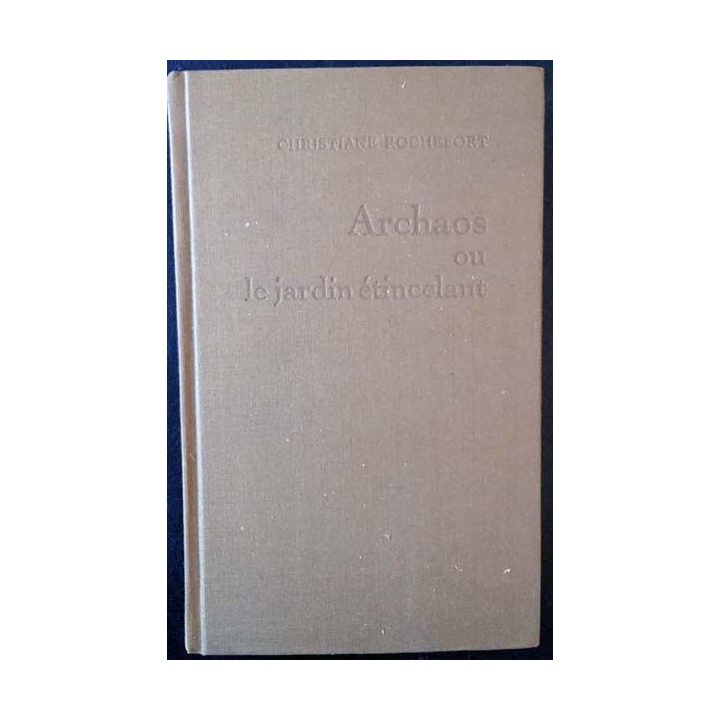 CHRISTIANE ROCHEFORT
Archaos
ou
le jardin étincelant